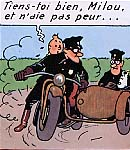 Tiens-toi bien, Milou,
et n'aie pas peur...